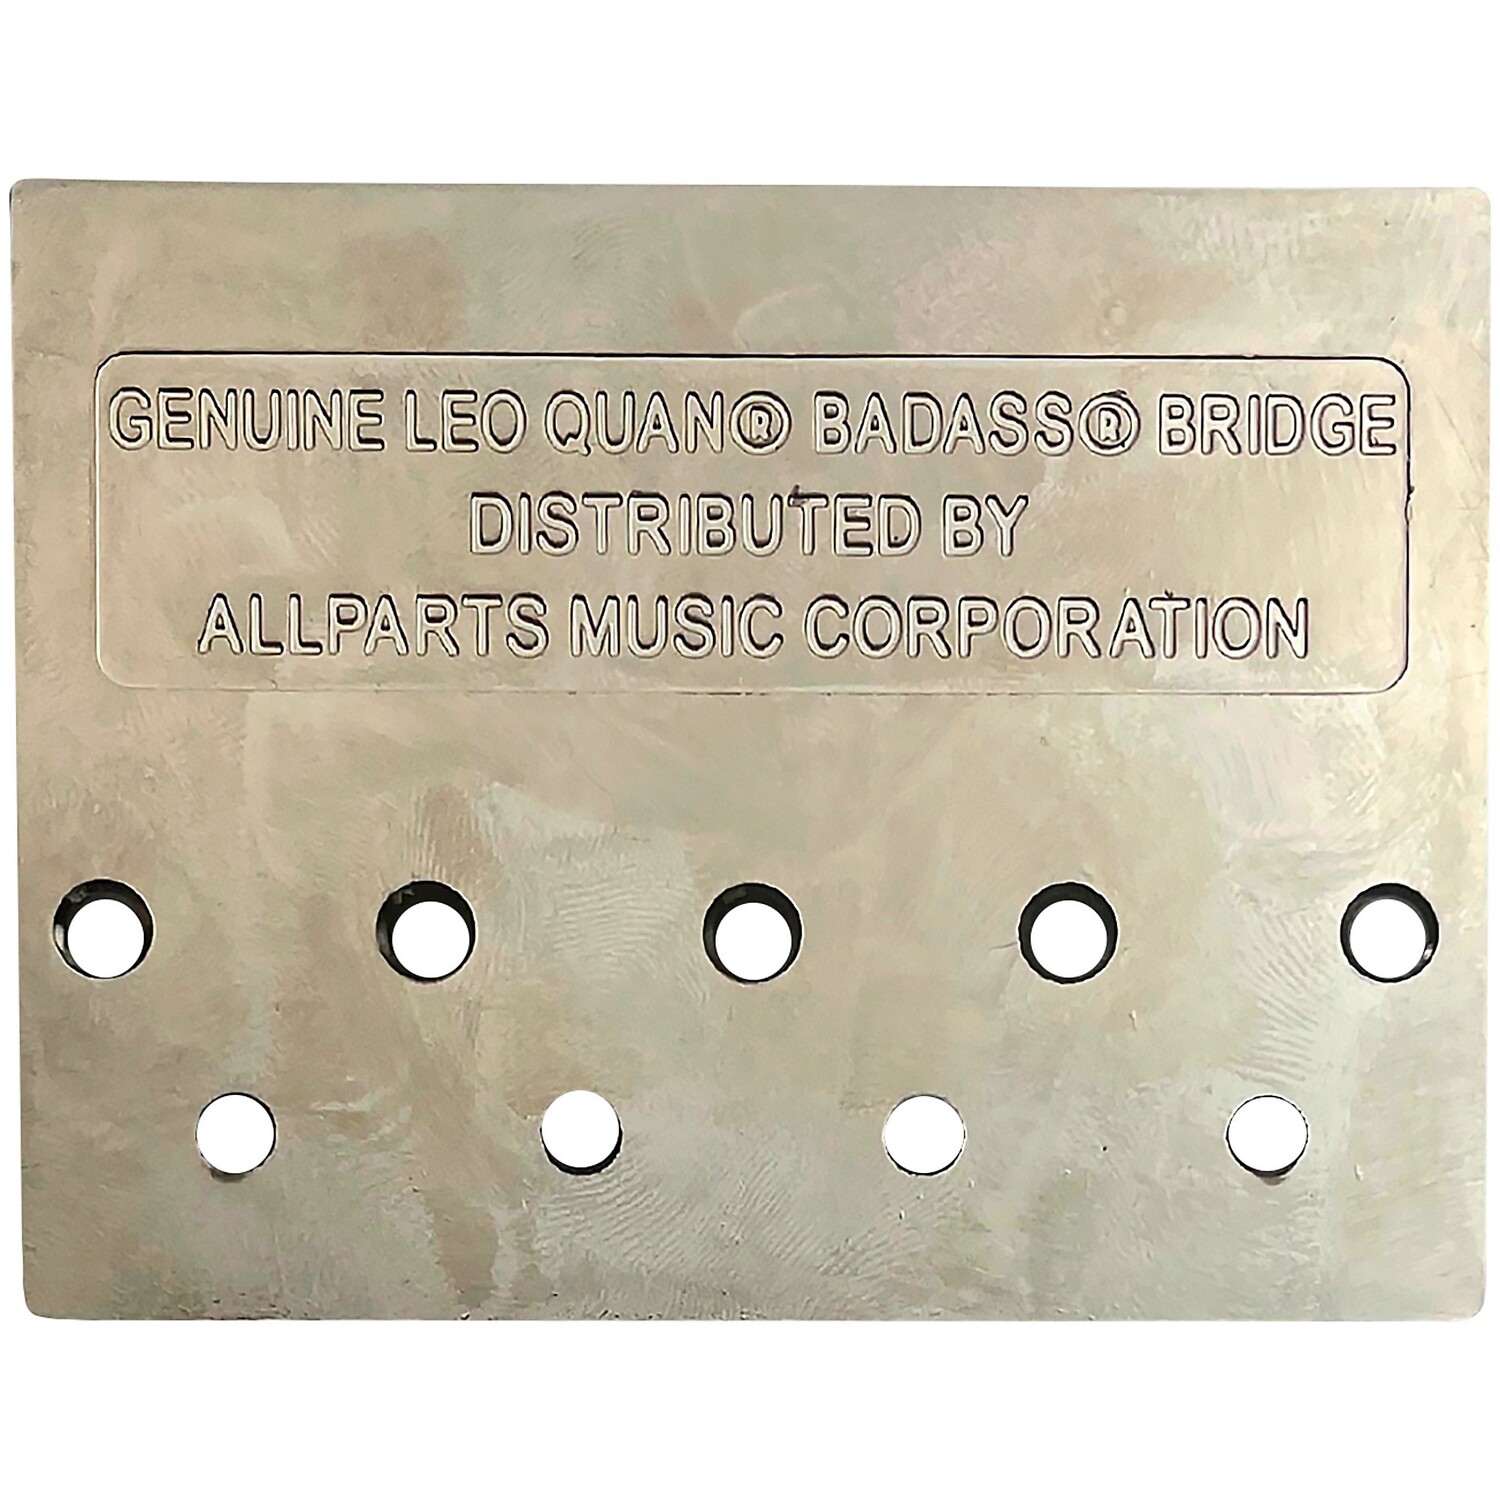 GENUINE LEO QUAN® BADASS® BRIDGE
DISTRIBUTED BY
ALLPARTS MUSIC CORPORATION